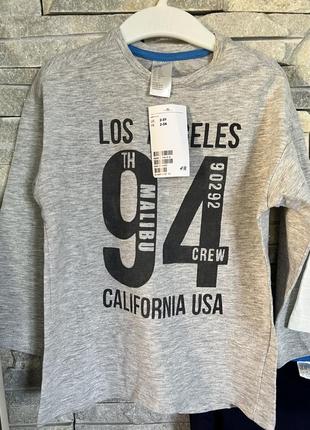 LOS ELES
TH
94
MALIBU
90292
CREW
CALIFORNIA USA